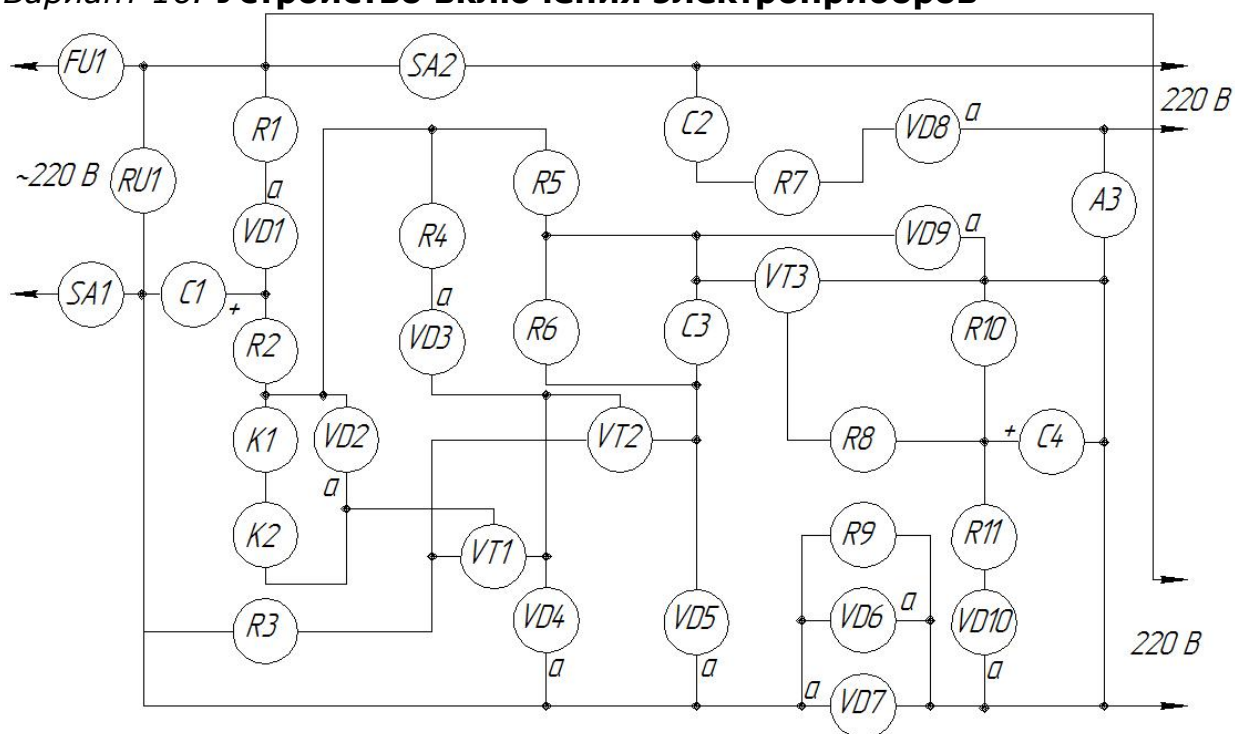 Вариант 16. Устройство включения электроприборов
FU1
SA2
220 В
R1
C2
VD8
a
~220 В
RU1
a
R5
R7
A3
VD1
R4
VD9
a
SA1
C1
+
a
VT3
R2
VD3
R6
C3
R10
K1
VD2
VT2
R8
+
C4
a
K2
VT1
R9
R11
R3
VD4
VD5
VD6
a
VD10
a
a
a
VD7
a
220 В